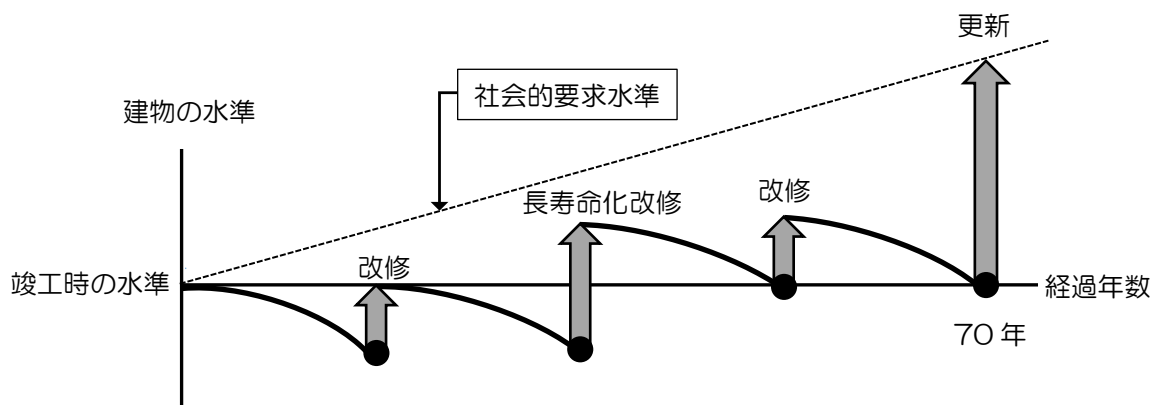 更新
社会的要求水準
建物の水準
長寿命化改修
改修
竣工時の水準
改修
経過年数
70年